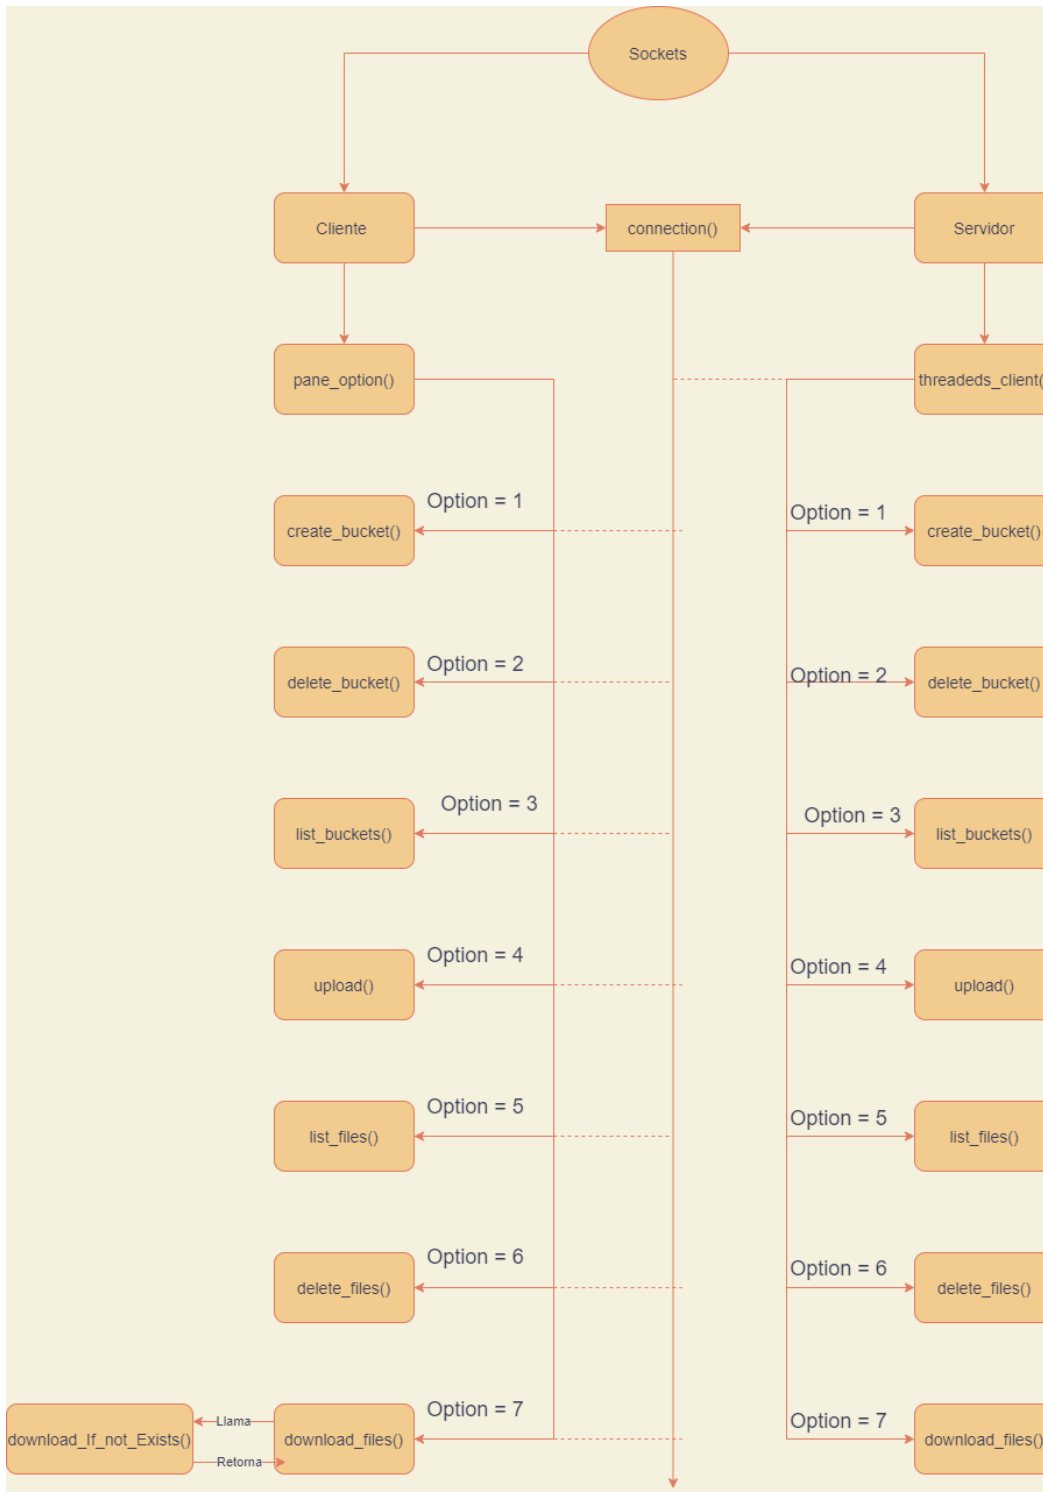 Sockets
Cliente
connection()
Servidor
pane_option()
threadeds_client(
Option = 1
Option = 1
create_bucket()
create_bucket()
Option = 2
Option = 2
delete_bucket()
delete_bucket()
Option = 3
Option = 3
list_buckets()
list_buckets()
Option = 4
Option = 4
upload()
upload()
Option = 5
Option = 5
list_files()
list_files()
Option = 6
Option = 6
delete_files()
delete_files()
Option = 7
Option = 7
Llama
download_If_not_Exists()
download_files()
download_files()
Retorna